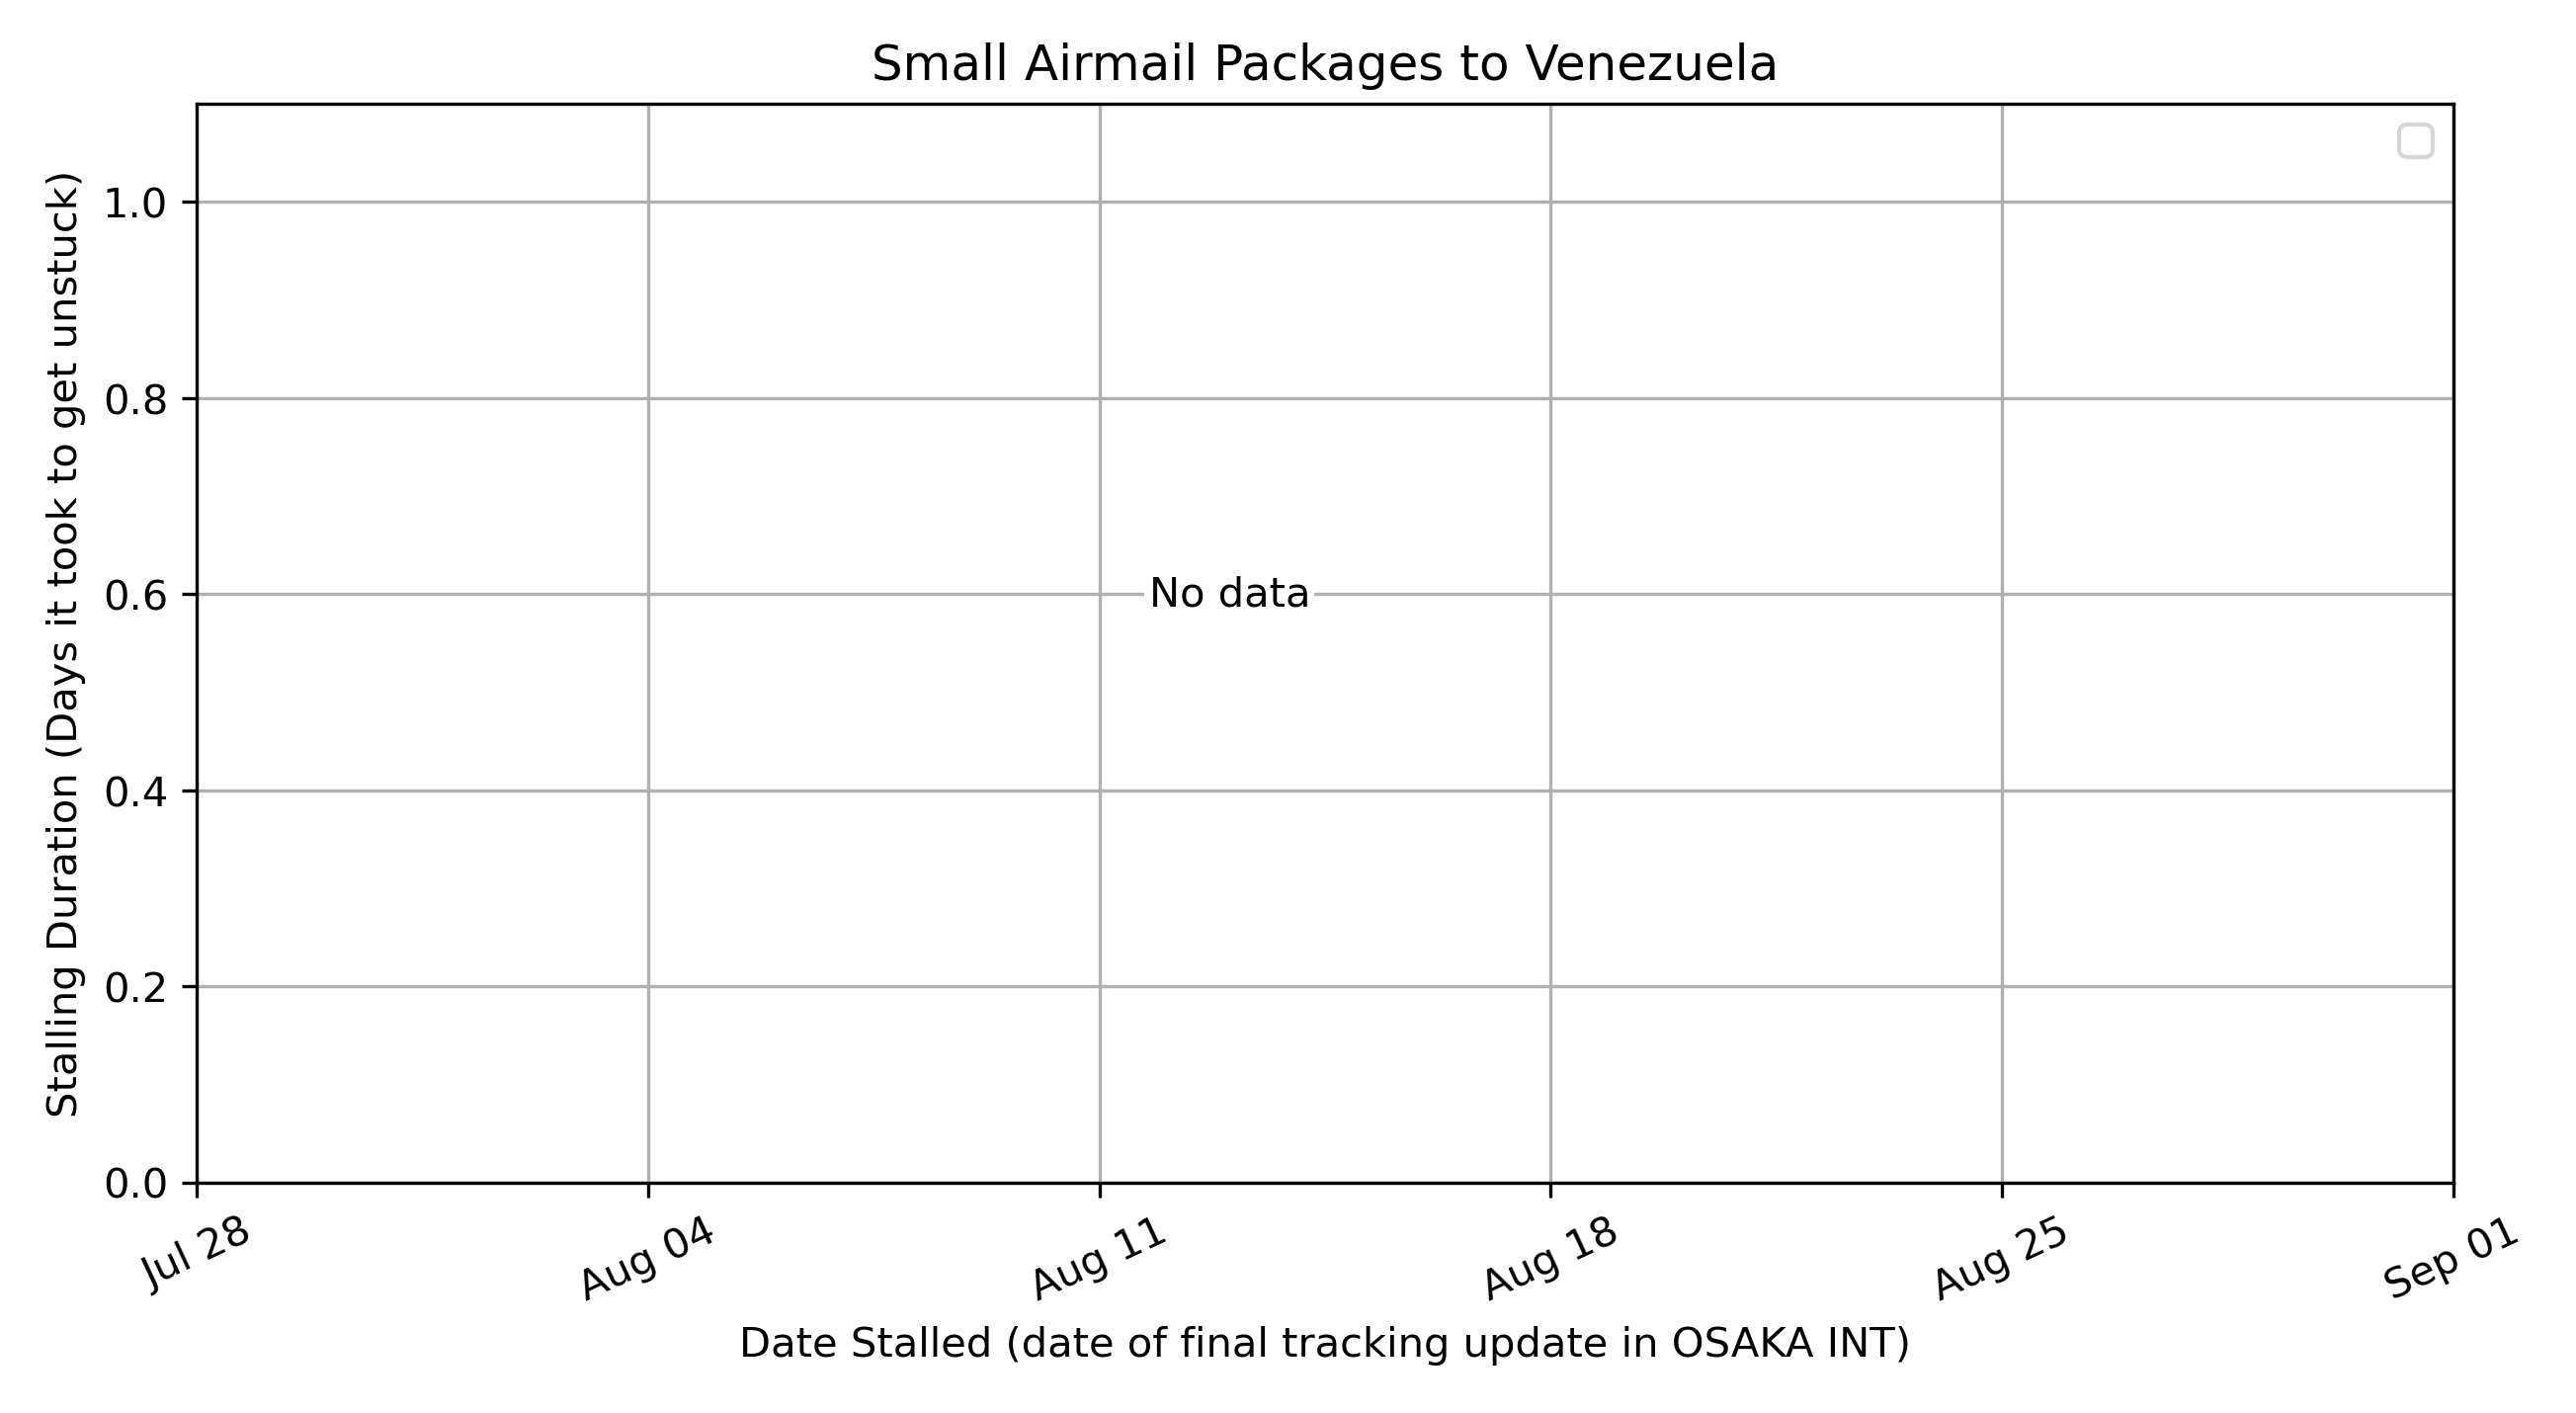 Small Airmail Packages to Venezuela
Stalling Duration (Days it took to get unstuck)
1.0
0.8
0.6
0.4
0.2
0.0
No data
Jul 28
Aug 04
Aug 11
Aug 18
Aug 25
Sep 01
Date Stalled (date of final tracking update in OSAKA INT)